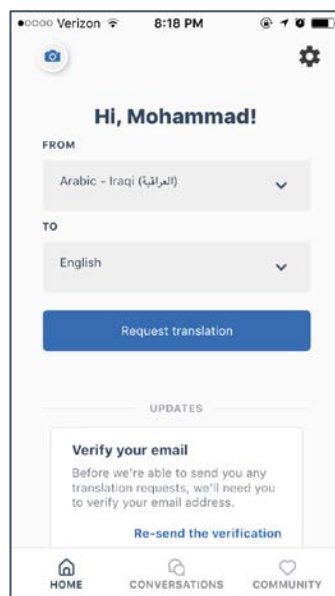 Verizon 8:18 PM
Hi, Mohammad!
FROM
Arabic - Iraqi (العراقية)
TO
English
Request translation
UPDATES
Verify your email
Before we're able to send you any
translation requests, we'll need you
to verify your email address.
Re-send the verification
HOME CONVERSATIONS COMMUNITY